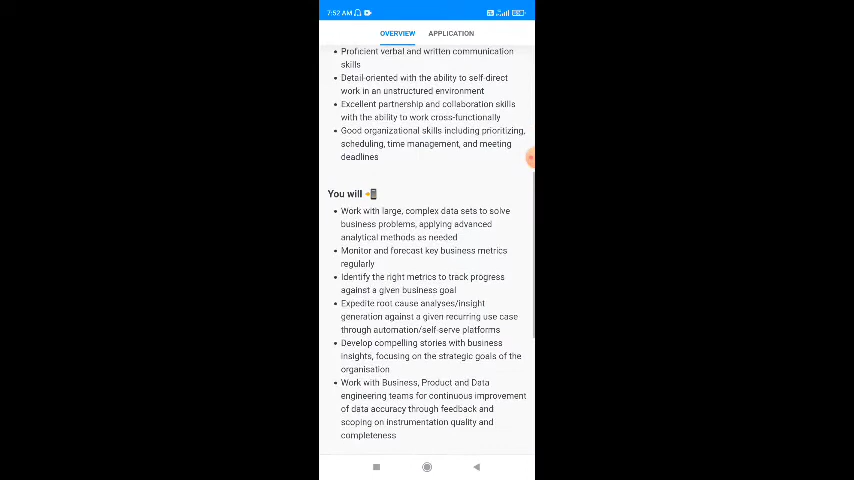 7:52 AM
OVERVIEW APPLICATION
• Proficient verbal and written communication
skills
• Detail-oriented with the ability to self-direct
work in an unstructured environment
• Excellent partnership and collaboration skills
with the ability to work cross-functionally
• Good organizational skills including prioritizing,
scheduling, time management, and meeting
deadlines
You will
• Work with large, complex data sets to solve
business problems, applying advanced
analytical methods as needed
• Monitor and forecast key business metrics
regularly
• Identify the right metrics to track progress
against a given business goal
• Expedite root cause analyses/insight
generation against a given recurring use case
through automation/self-serve platforms
• Develop compelling stories with business
insights, focusing on the strategic goals of the
organisation
• Work with Business, Product and Data
engineering teams for continuous improvement
of data accuracy through feedback and
scoping on instrumentation quality and
completeness